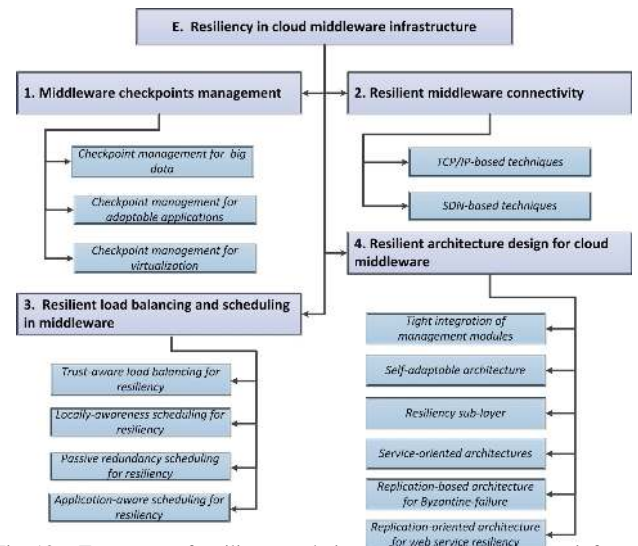 E. Resiliency in cloud middleware infrastructure
1. Middleware checkpoints management
Checkpoint management for big
data
Checkpoint management for
adaptable applications
Checkpoint management for
virtualization
2. Resilient middleware connectivity
TCP/IP-based techniques
SDN-based techniques
3. Resilient load balancing and scheduling
in middleware
Trust-aware load balancing for
resiliency
Locally-awareness scheduling for
resiliency
Passive redundancy scheduling
for resiliency
Application-aware scheduling for
resiliency
4. Resilient architecture design for cloud
middleware
Tight integration of
management modules
Self-adaptable architecture
Resiliency sub-layer
Service-oriented architectures
Replication-based architecture
for Byzantine-failure
Replication-oriented architecture
for web service resiliency